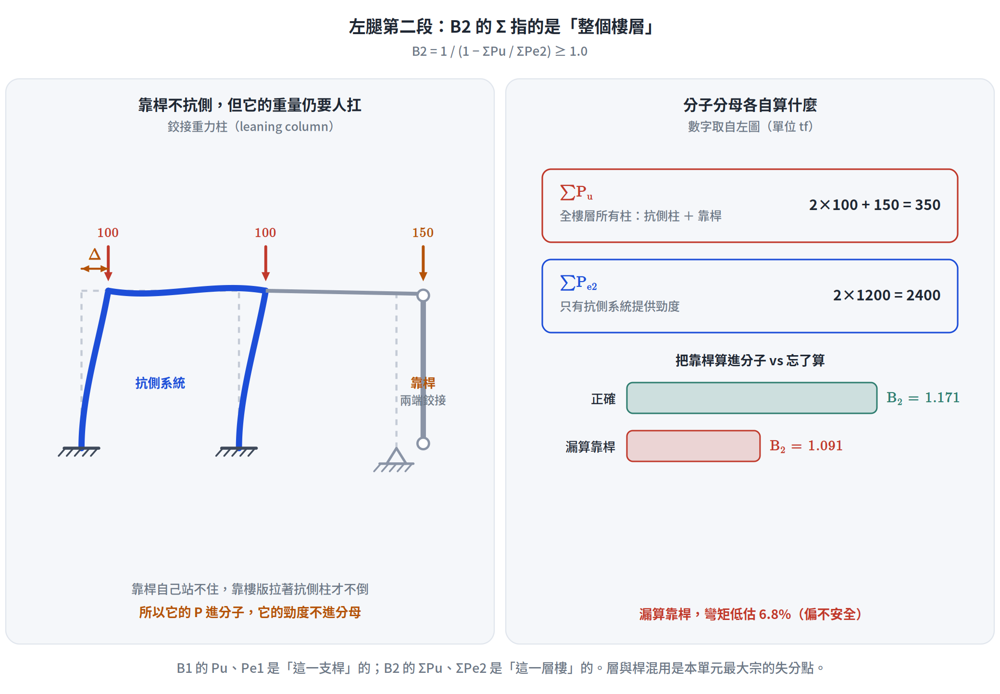 左腿第二段：B2 的 Σ 指的是「整個樓層」
B2 = 1 / (1 − ΣPu / ΣPe2) ≥ 1.0
靠桿不抗側，但它的重量仍要人扛
鉸接重力柱（leaning column）
100
100
150
Δ
抗側系統
靠桿
兩端鉸接
靠桿自己站不住，靠樓版拉著抗側柱才不倒
所以它的 P 進分子，它的勁度不進分母
分子分母各自算什麼
數字取自左圖（單位 tf）
∑Pu
全樓層所有柱：抗側柱 ＋ 靠桿
2×100 + 150 = 350
∑Pe2
只有抗側系統提供勁度
2×1200 = 2400
把靠桿算進分子 vs 忘了算
正確
B2 = 1.171
漏算靠桿
B2 = 1.091
漏算靠桿，彎矩低估 6.8%（偏不安全）
B1 的 Pu、Pe1 是「這一支桿」的；B2 的 ΣPu、ΣPe2 是「這一層樓」的。層與桿混用是本單元最大宗的失分點。